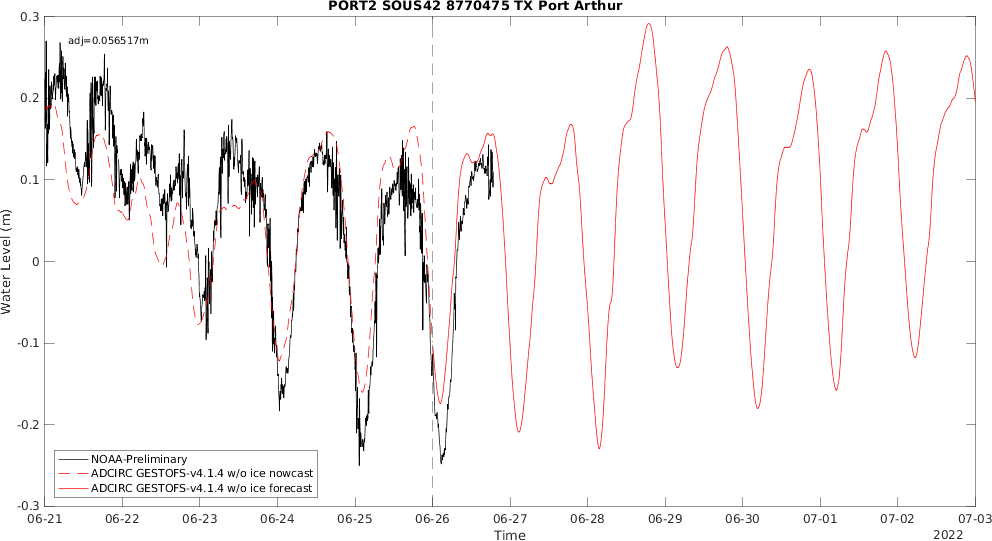 PORT2 SOUS42 8770475 TX Port Arthur
adj=0.056517m
0.3
0.2
0.1
0
-0.1
-0.2
-0.3
Water Level (m)
NOAA-Preliminary
ADCIRC GESTOFS-v4.1.4 w/o ice nowcast
ADCIRC GESTOFS-v4.1.4 w/o ice forecast
06-21 06-22 06-23 06-24 06-25 06-26 06-27 06-28 06-29 06-30 07-01 07-02 07-03
Time
2022